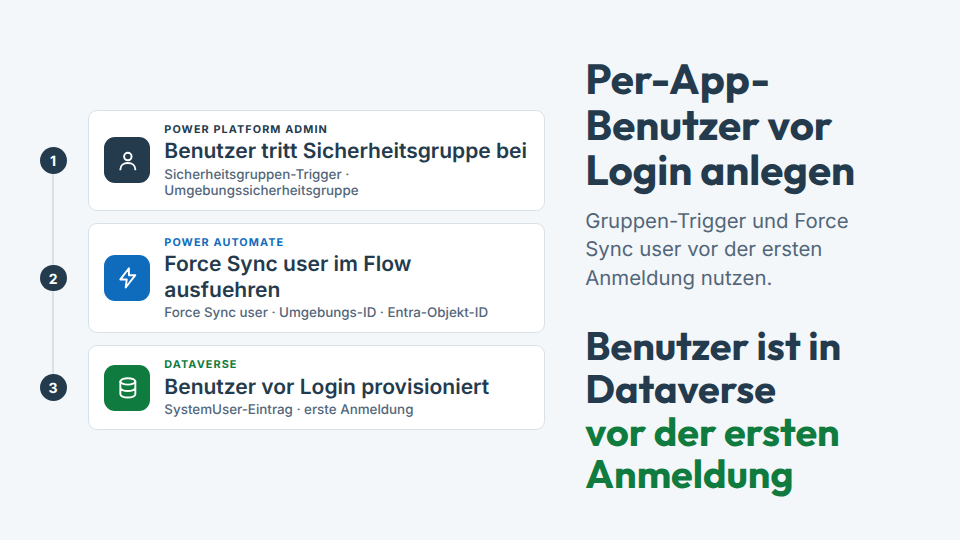 1
POWER PLATFORM ADMIN
Benutzer tritt Sicherheitsgruppe bei
Sicherheitsgruppen-Trigger ·
Umgebungssicherheitsgruppe
2
POWER AUTOMATE
Force Sync user im Flow
ausfuehren
Force Sync user · Umgebungs-ID · Entra-Objekt-ID
3
DATAVERSE
Benutzer vor Login provisioniert
SystemUser-Eintrag · erste Anmeldung
Per-App-
Benutzer vor
Login anlegen
Gruppen-Trigger und Force
Sync user vor der ersten
Anmeldung nutzen.
Benutzer ist in
Dataverse
vor der ersten
Anmeldung